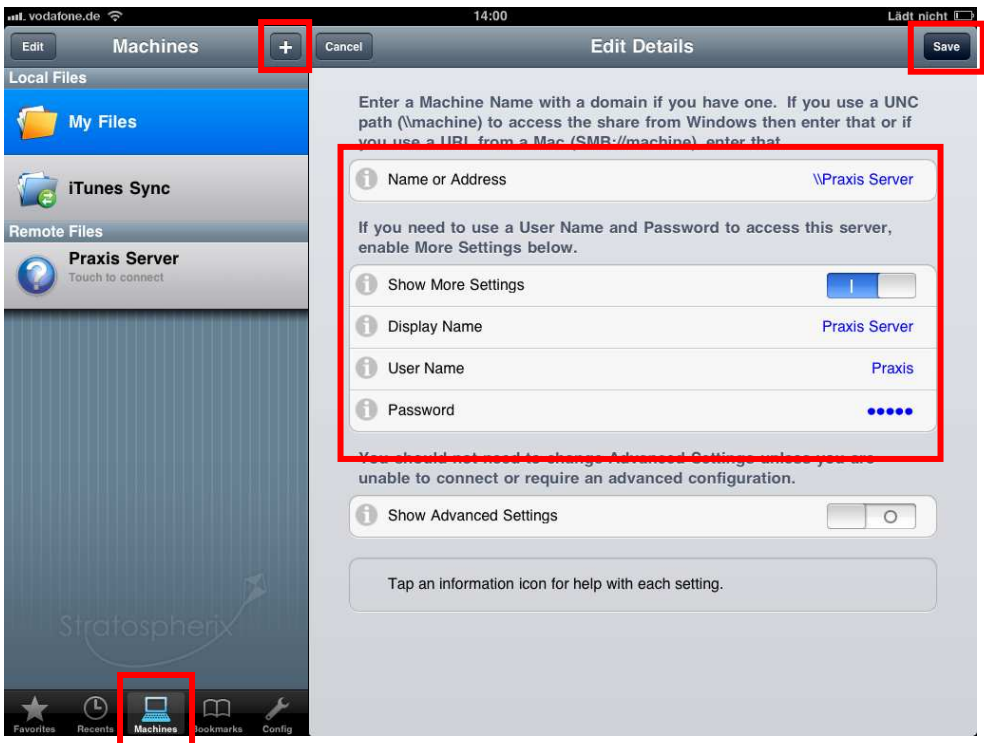 vodafone.de
14:00
Lädt nicht
Edit
Machines
+
Cancel
Edit Details
Save
Local Files
My Files
iTunes Sync
Remote Files
Praxis Server
Touch to connect
Enter a Machine Name with a domain if you have one. If you use a UNC
path (\\machine) to access the share from Windows then enter that or if
you use a URL from a Mac (SMB://machine), enter that.
Name or Address
\\Praxis Server
If you need to use a User Name and Password to access this server,
enable More Settings below.
Show More Settings
Display Name
Praxis Server
User Name
Praxis
Password
•••••
You should not need to change Advanced Settings unless you are
unable to connect or require an advanced configuration.
Show Advanced Settings
Tap an information icon for help with each setting.
Stratospherix
Favorites
Recents
Machines
Bookmarks
Config